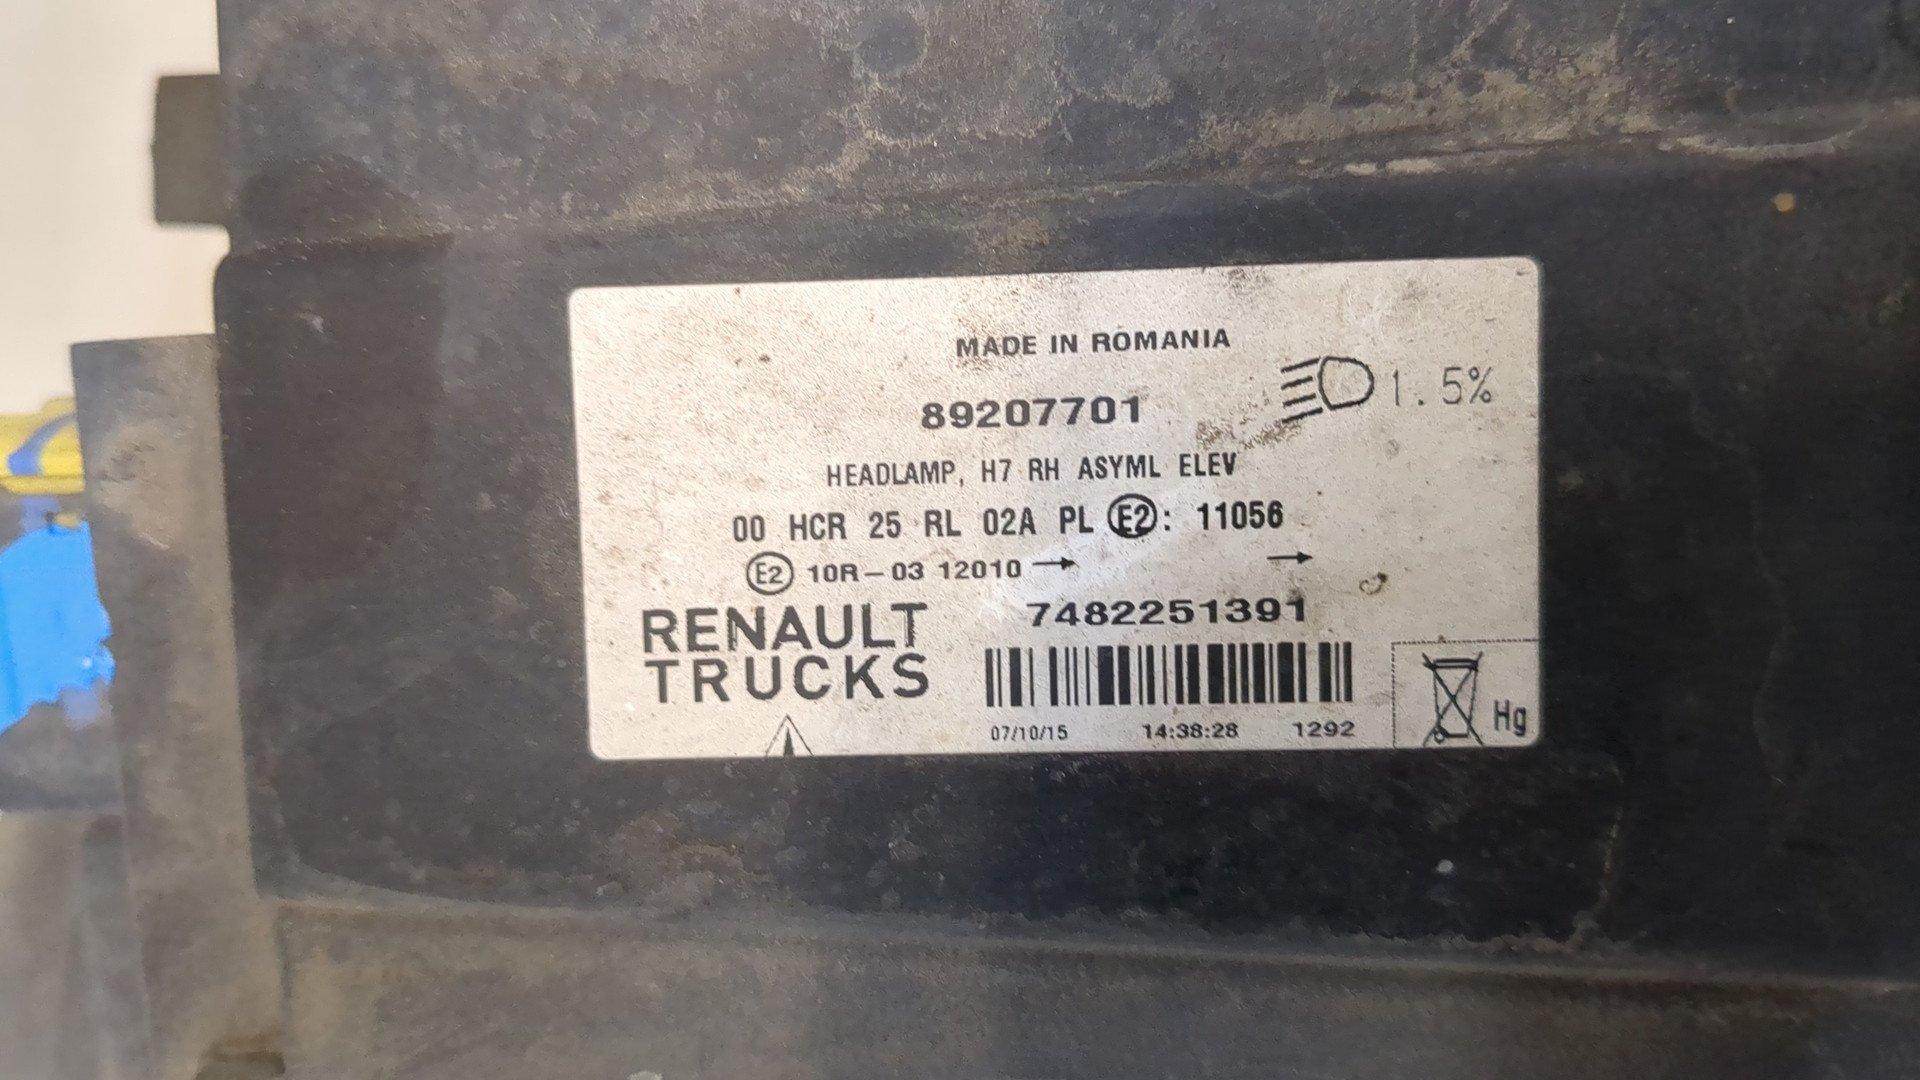 MADE IN ROMANIA
89207701
1.5%
HEADLAMP, H7 RH ASYML ELEV
00 HCR 25 RL 02A PL E2: 11056
E2 10R-03 12010 →
→
RENAULT
TRUCKS
7482251391
07/10/15 14:38:28 1292
Hg